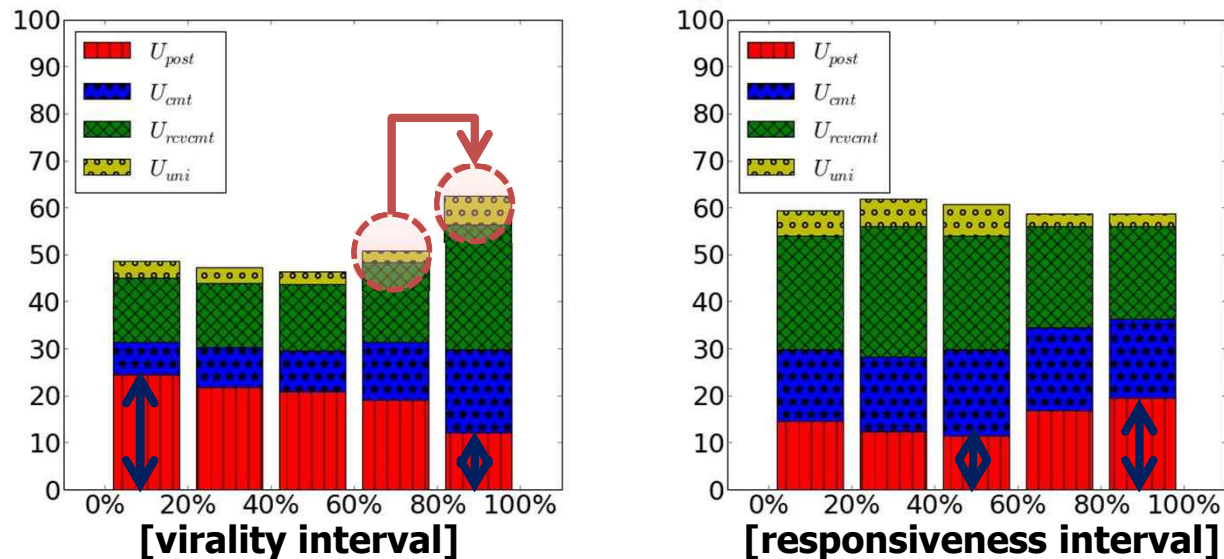 100
90
80
70
60
50
40
30
20
10
0
U_post
U_cmt
U_rcvcmt
U_uni
0% 20% 40% 60% 80% 100%
[virality interval]
100
90
80
70
60
50
40
30
20
10
0
U_post
U_cmt
U_rcvcmt
U_uni
0% 20% 40% 60% 80% 100%
[responsiveness interval]